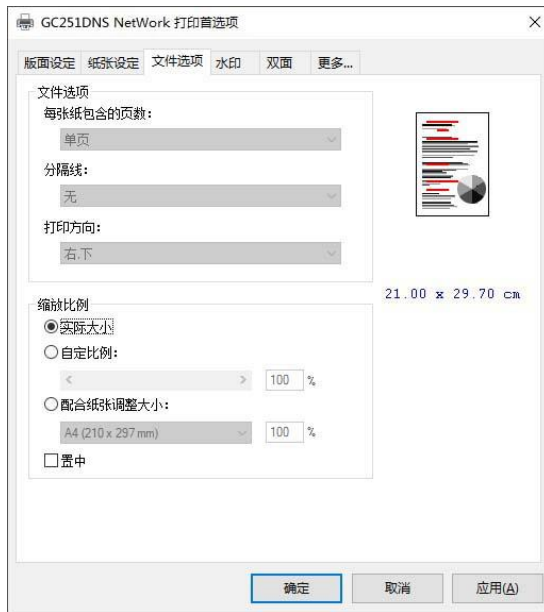 GC251DNS NetWork 打印首选项
版面设定 纸张设定 文件选项 水印 双面 更多...
文件选项
每张纸包含的页数:
单页
分隔线:
无
打印方向:
右.下
21.00 x 29.70 cm
缩放比例
实际大小
自定比例:
100 %
配合纸张调整大小:
A4 (210 x 297 mm) 100 %
置中
确定 取消 应用(A)